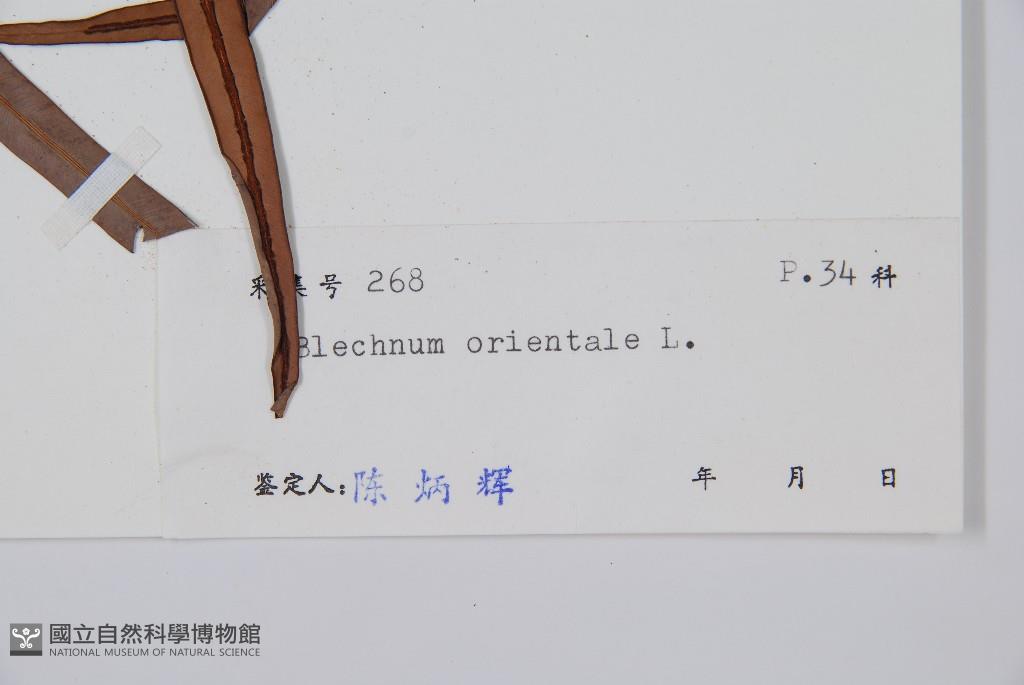 采集号 268 P.34 科
Blechnum orientale L.
鉴定人: 陈炳辉 年 月 日
國立自然科學博物館
NATIONAL MUSEUM OF NATURAL SCIENCE